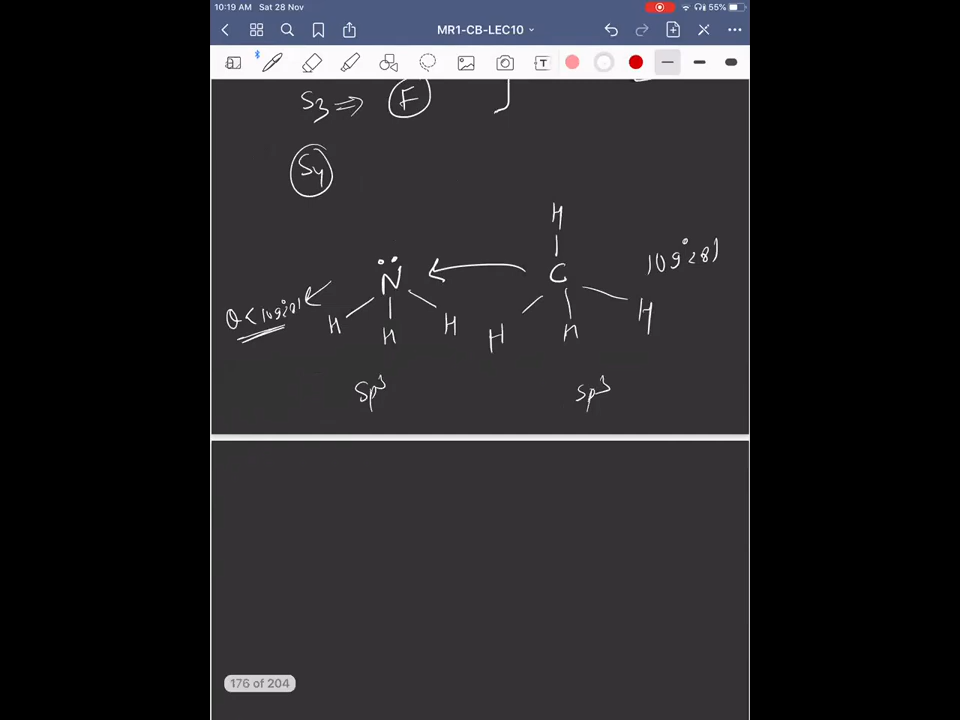 10:19 AM Sat 28 Nov
55%
MR1-CB-LEC10
T
S3 ⇒ F
S4
H
N C 109°28'
θ < 109°28' H H H H H H
sp³ sp³
176 of 204